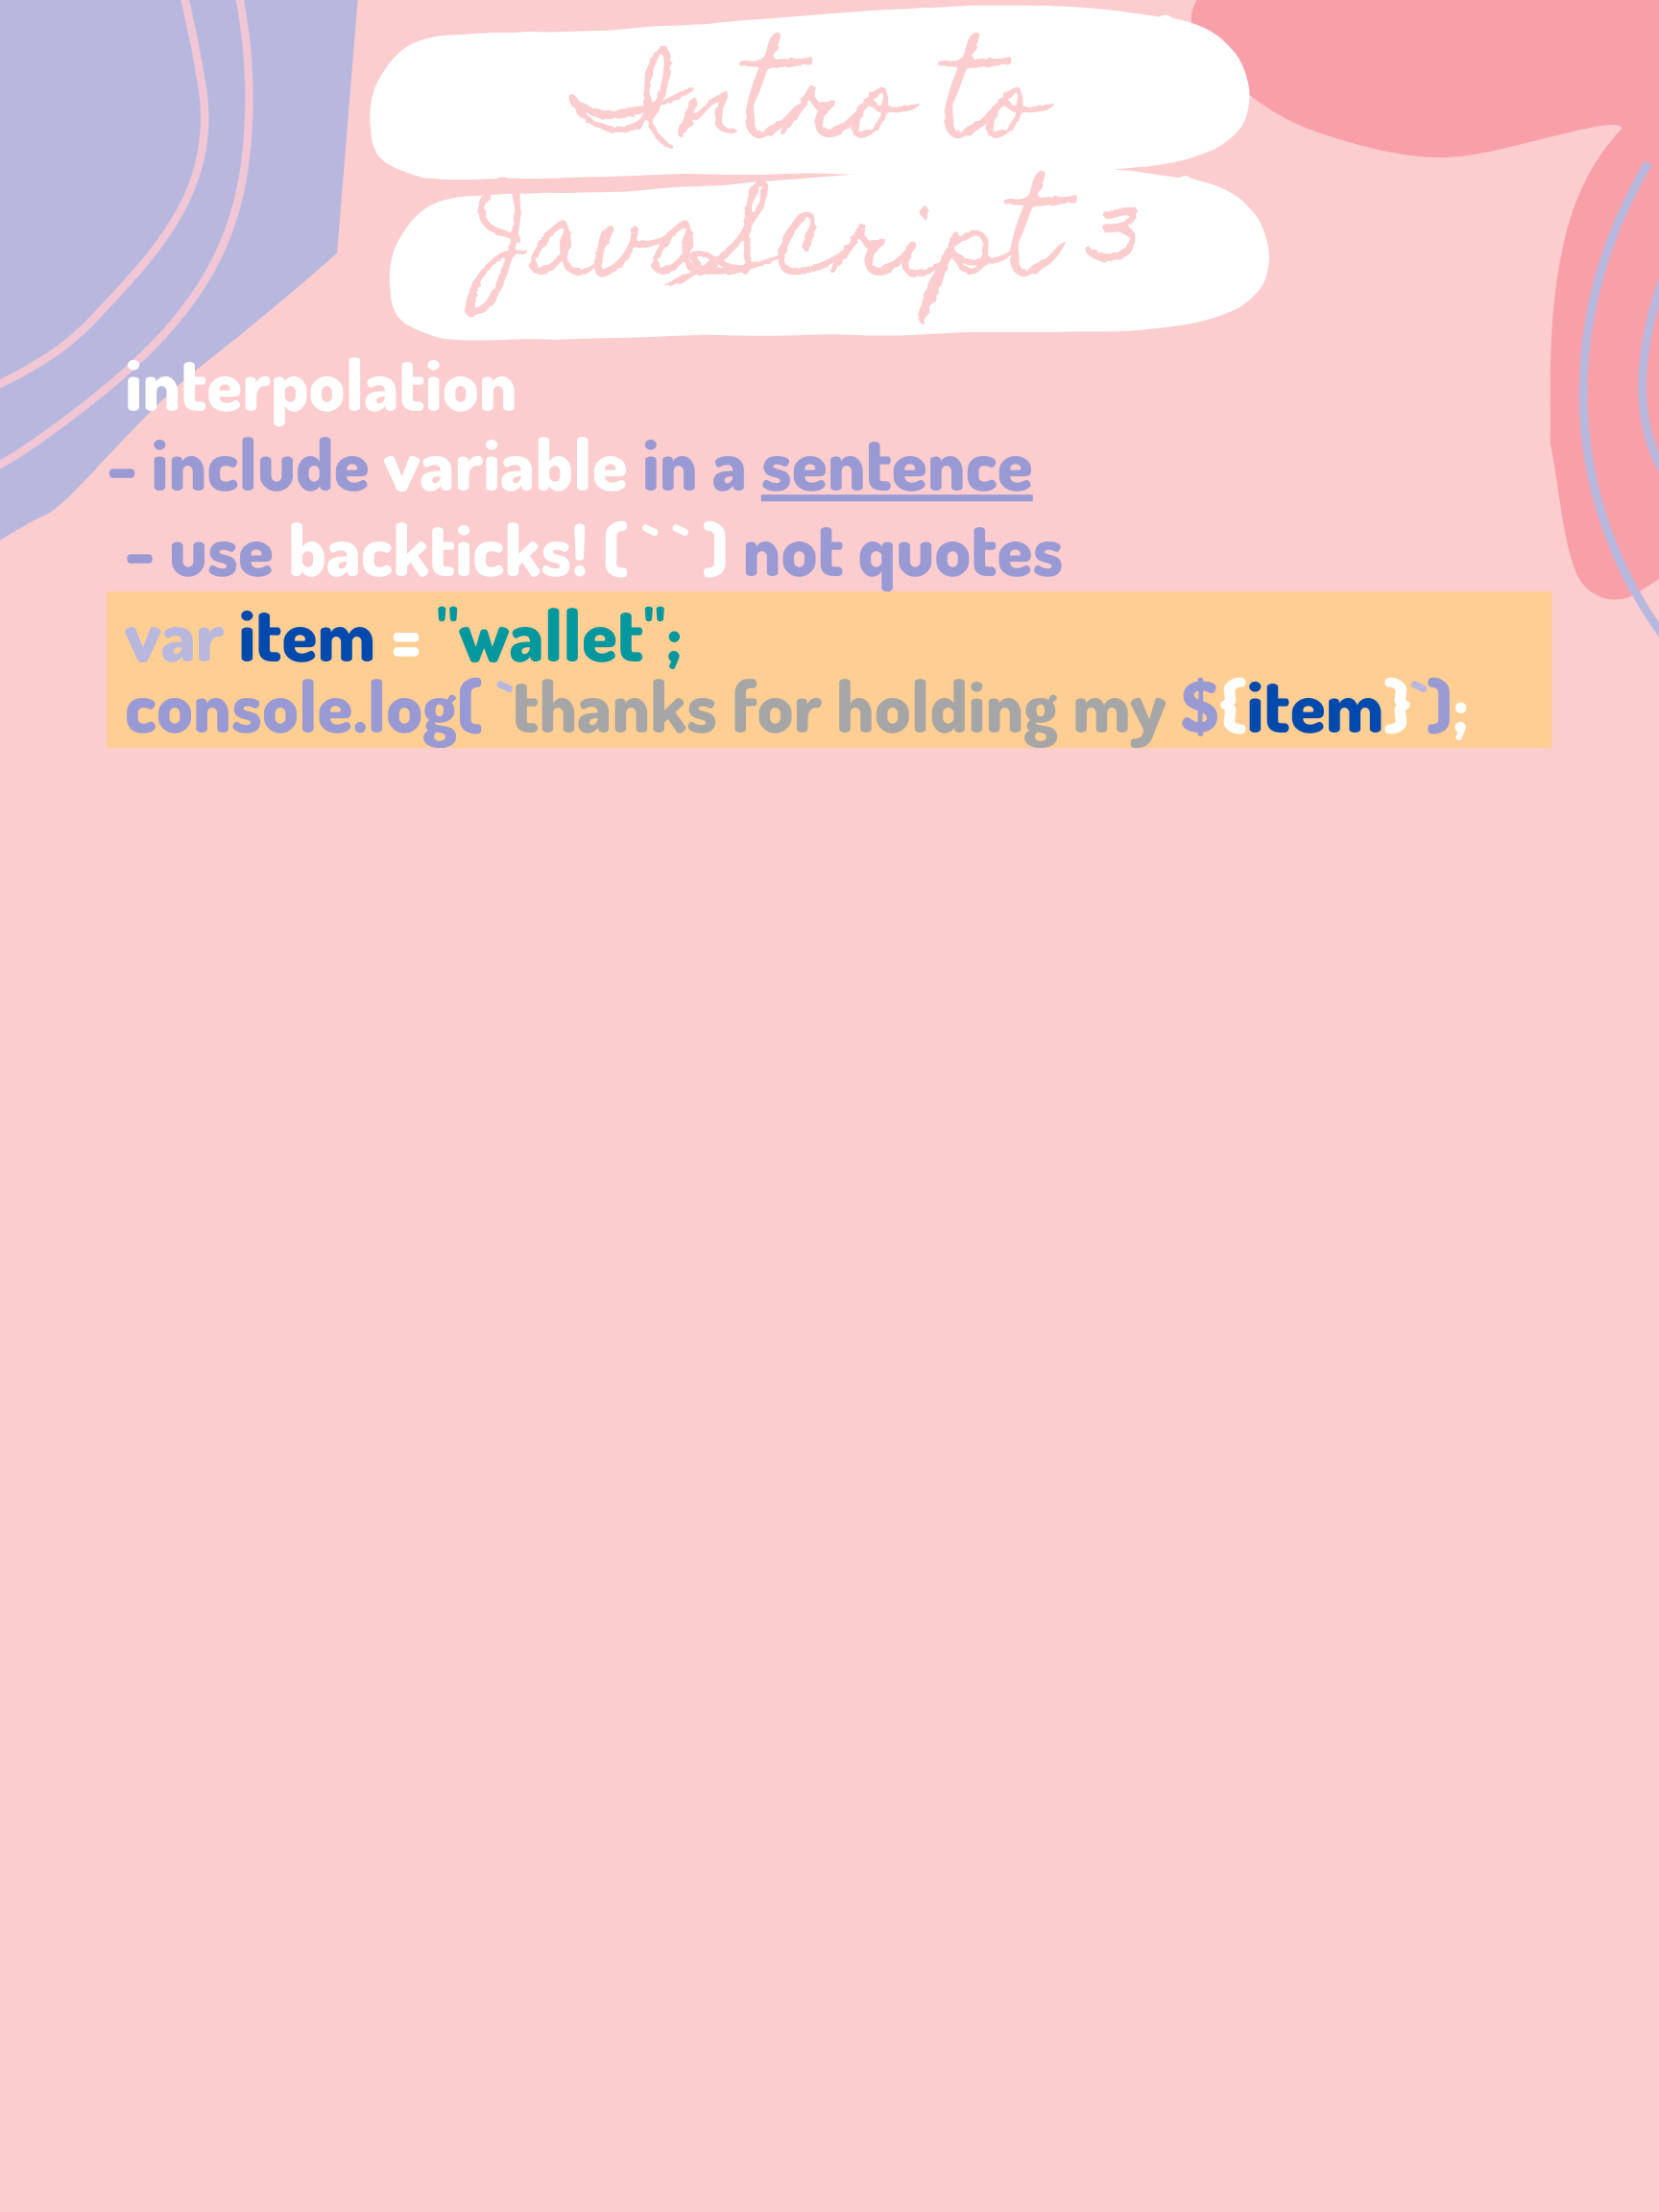 Intro to
JavaScript 3
interpolation
- include variable in a sentence
- use backticks! ( ` ` ) not quotes
var item = "wallet";
console.log( `thanks for holding my ${item}`);